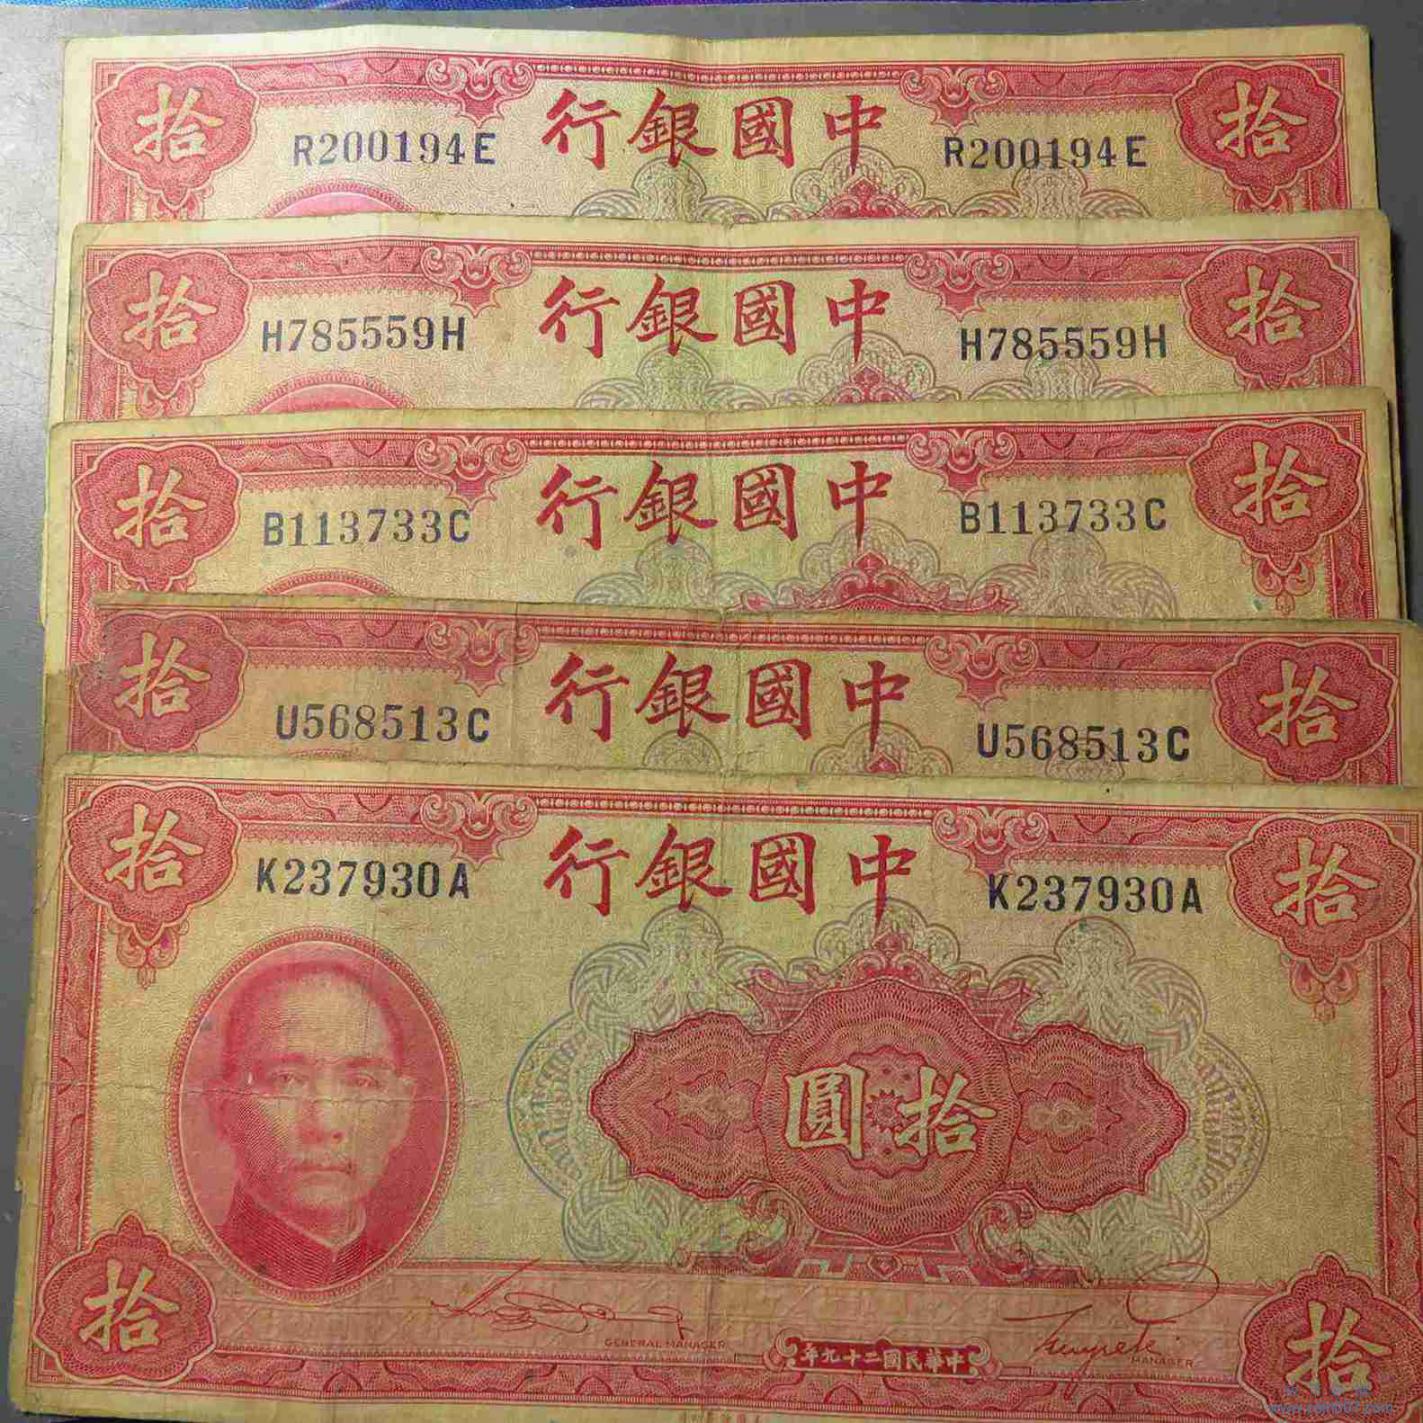 拾 行銀國中 拾
R200194E R200194E
拾 行銀國中 拾
H785559H H785559H
拾 行銀國中 拾
B113733C B113733C
拾 行銀國中 拾
U568513C U568513C
拾 行銀國中 拾
K237930A K237930A
圓拾
拾 拾
GENERAL MANAGER
年九十二國民華中
MANAGER